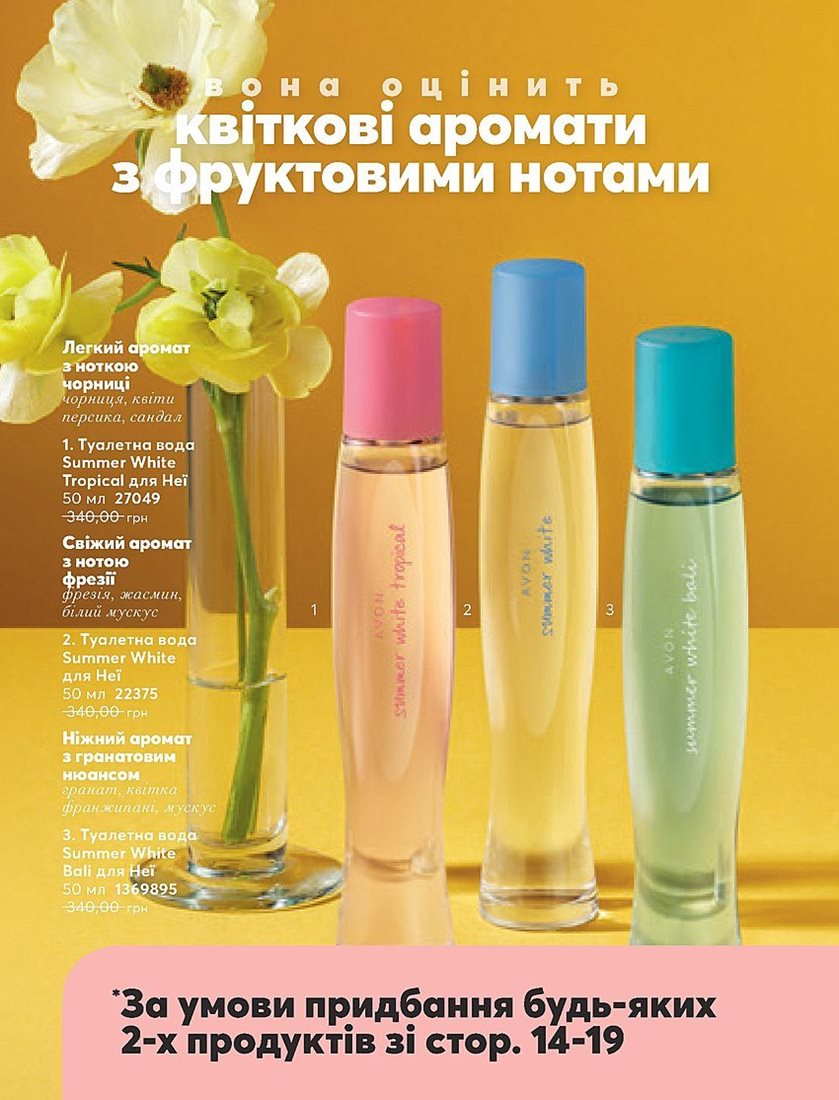 вона оцінить
квіткові аромати
з фруктовими нотами
Легкий аромат
з ноткою
чорниці
чорниця, квіти
персика, сандал
1. Туалетна вода
Summer White
Tropical для Неї
50 мл 27049
340,00 грн
Свіжий аромат
з нотою
фрезії
фрезія, жасмин,
білий мускус
2. Туалетна вода
Summer White
для Неї
50 мл 22375
340,00 грн
Ніжний аромат
з гранатовим
нюансом
гранат, квітка
франжипані, мускус
3. Туалетна вода
Summer White
Bali для Неї
50 мл 1369895
340,00 грн
1
AVON
summer white tropical
2
AVON
summer white
3
AVON
summer white bali
*За умови придбання будь-яких
2-х продуктів зі стор. 14-19